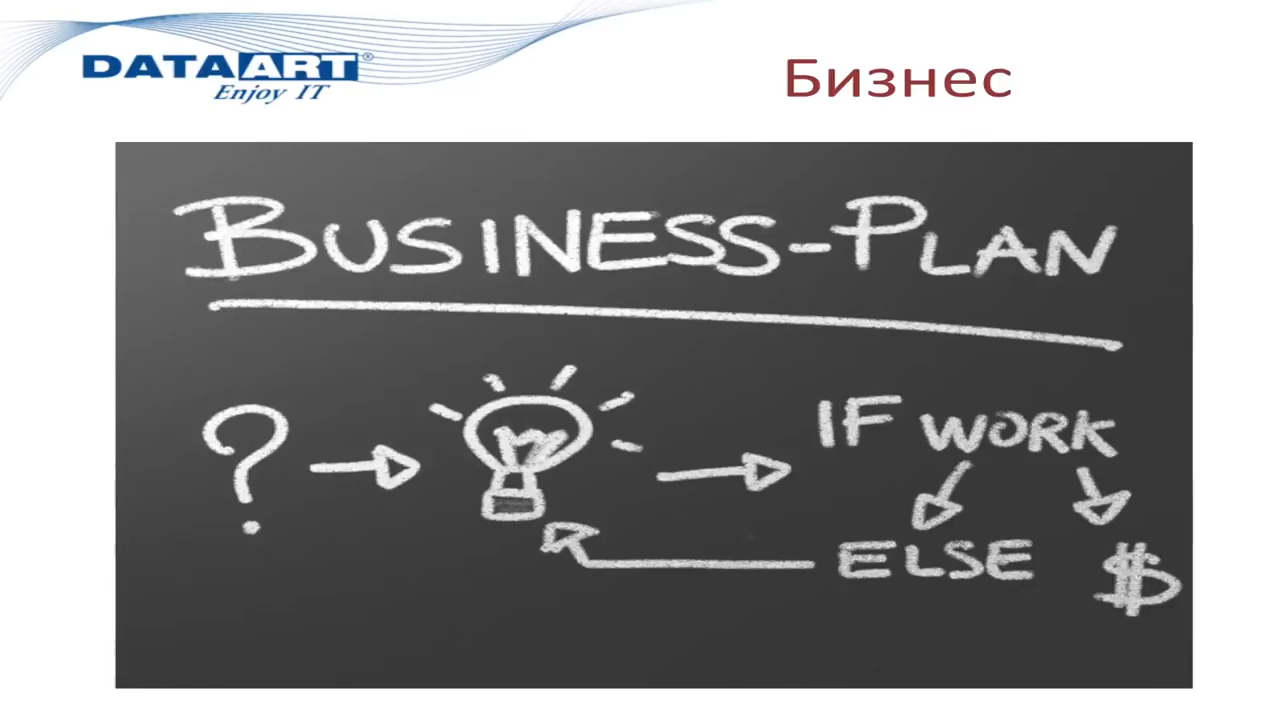 DATAART®
Enjoy IT
Бизнес
BUSINESS-PLAN
? IF WORK
ELSE $